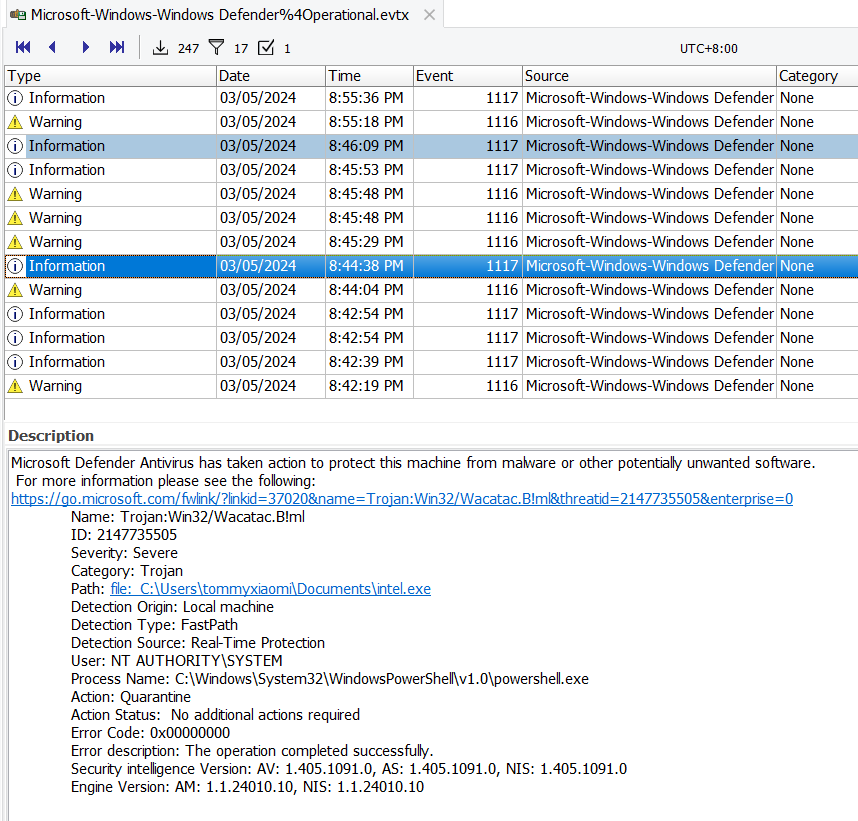 Microsoft-Windows-Windows Defender%4Operational.evtx
247 17 1 UTC+8:00
Type Date Time Event Source Category
Information 03/05/2024 8:55:36 PM 1117 Microsoft-Windows-Windows Defender None
Warning 03/05/2024 8:55:18 PM 1116 Microsoft-Windows-Windows Defender None
Information 03/05/2024 8:46:09 PM 1117 Microsoft-Windows-Windows Defender None
Information 03/05/2024 8:45:53 PM 1117 Microsoft-Windows-Windows Defender None
Warning 03/05/2024 8:45:48 PM 1116 Microsoft-Windows-Windows Defender None
Warning 03/05/2024 8:45:48 PM 1116 Microsoft-Windows-Windows Defender None
Warning 03/05/2024 8:45:29 PM 1116 Microsoft-Windows-Windows Defender None
Information 03/05/2024 8:44:38 PM 1117 Microsoft-Windows-Windows Defender None
Warning 03/05/2024 8:44:04 PM 1116 Microsoft-Windows-Windows Defender None
Information 03/05/2024 8:42:54 PM 1117 Microsoft-Windows-Windows Defender None
Information 03/05/2024 8:42:54 PM 1117 Microsoft-Windows-Windows Defender None
Information 03/05/2024 8:42:39 PM 1117 Microsoft-Windows-Windows Defender None
Warning 03/05/2024 8:42:19 PM 1116 Microsoft-Windows-Windows Defender None
Description
Microsoft Defender Antivirus has taken action to protect this machine from malware or other potentially unwanted software.
For more information please see the following:
https://go.microsoft.com/fwlink/?linkid=37020&name=Trojan:Win32/Wacatac.B!ml&threatid=2147735505&enterprise=0
Name: Trojan:Win32/Wacatac.B!ml
ID: 2147735505
Severity: Severe
Category: Trojan
Path: file:_C:\Users\tommyxiaomi\Documents\intel.exe
Detection Origin: Local machine
Detection Type: FastPath
Detection Source: Real-Time Protection
User: NT AUTHORITY\SYSTEM
Process Name: C:\Windows\System32\WindowsPowerShell\v1.0\powershell.exe
Action: Quarantine
Action Status: No additional actions required
Error Code: 0x00000000
Error description: The operation completed successfully.
Security intelligence Version: AV: 1.405.1091.0, AS: 1.405.1091.0, NIS: 1.405.1091.0
Engine Version: AM: 1.1.24010.10, NIS: 1.1.24010.10